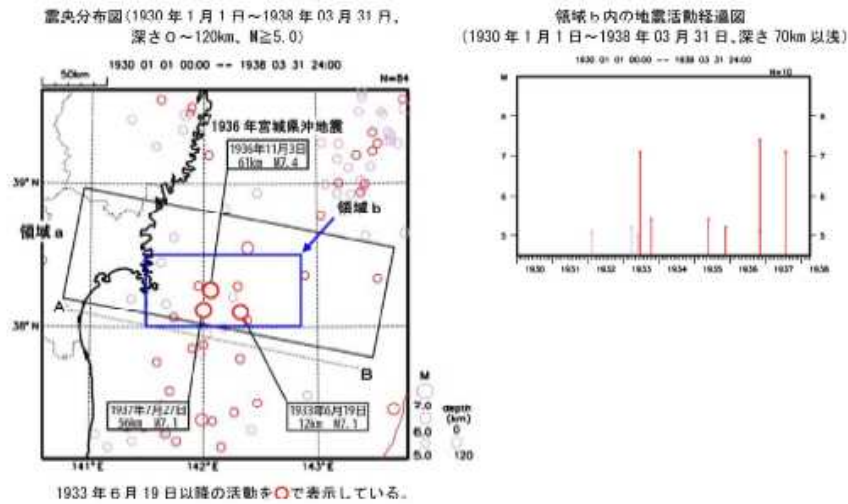 震央分布図(1930年1月1日～1938年03月31日、
深さ0～120km、M≧5.0)
50km
1930 01 01 00:00 -- 1938 03 31 24:00
N=84
1936年宮城県沖地震
1936年11月3日
61km M7.4
39°N
領域b
領域a
38°N
A
B
1937年7月27日
56km M7.1
1933年6月19日
12km M7.1
M
7.0
6.0
5.0
depth
(km)
0
120
141°E
142°E
143°E
1933年6月19日以降の活動を○で表示している。
領域b内の地震活動経過図
(1930年1月1日～1938年03月31日、深さ70km以浅)
1930 01 01 00:00 -- 1938 03 31 24:00
N=10
M
8 8
7 7
6 6
5 5
1930 1931 1932 1933 1934 1935 1936 1937 1938